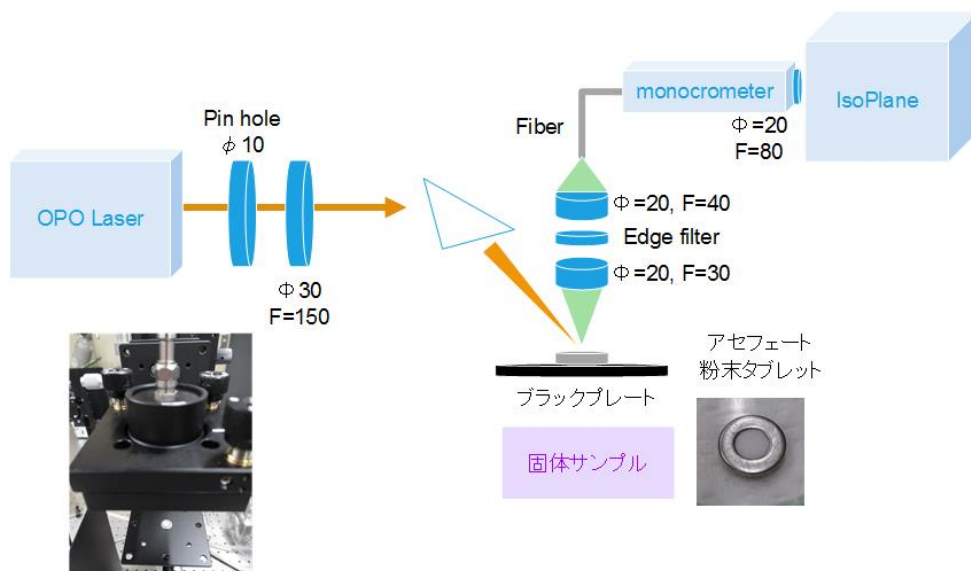 OPO Laser
Pin hole
ϕ 10
Φ 30
F=150
Fiber
monocrometer
Φ=20
F=80
IsoPlane
Φ=20, F=40
Edge filter
Φ=20, F=30
ブラックプレート
アセフェート
粉末タブレット
固体サンプル